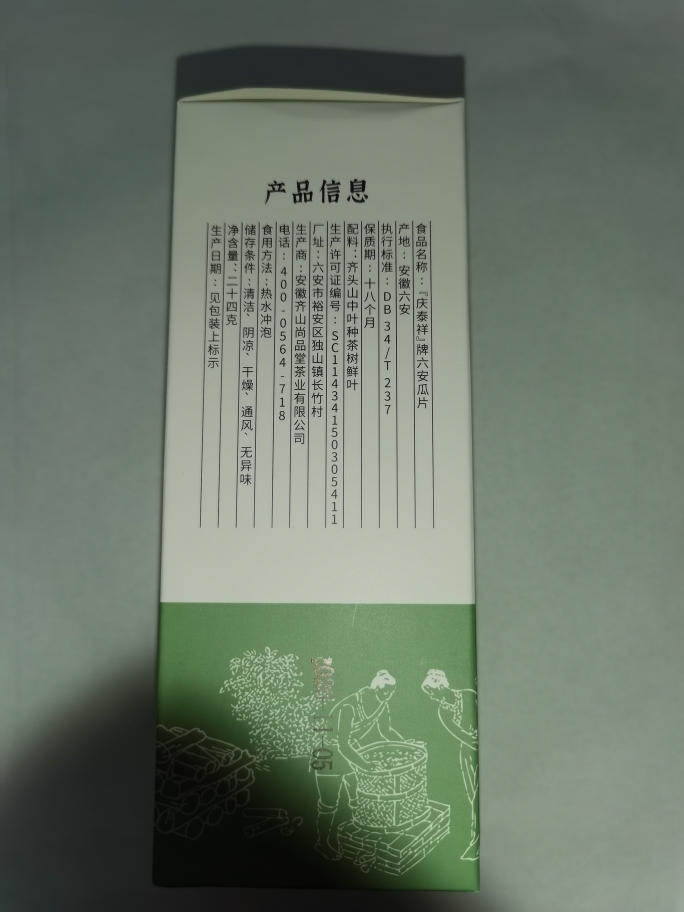 产品信息
食品名称：『庆泰祥』牌六安瓜片
产地：安徽六安
执行标准：DB34/T 237
保质期：十八个月
配料：齐头山中叶种茶树鲜叶
生产许可证编号：SC11434150305411
厂址：六安市裕安区独山镇长竹村
生产商：安徽齐山尚品堂茶业有限公司
电话：400-0564-718
食用方法：热水冲泡
储存条件：清洁、阴凉、干燥、通风、无异味
净含量：二十四克
生产日期：见包装上标示